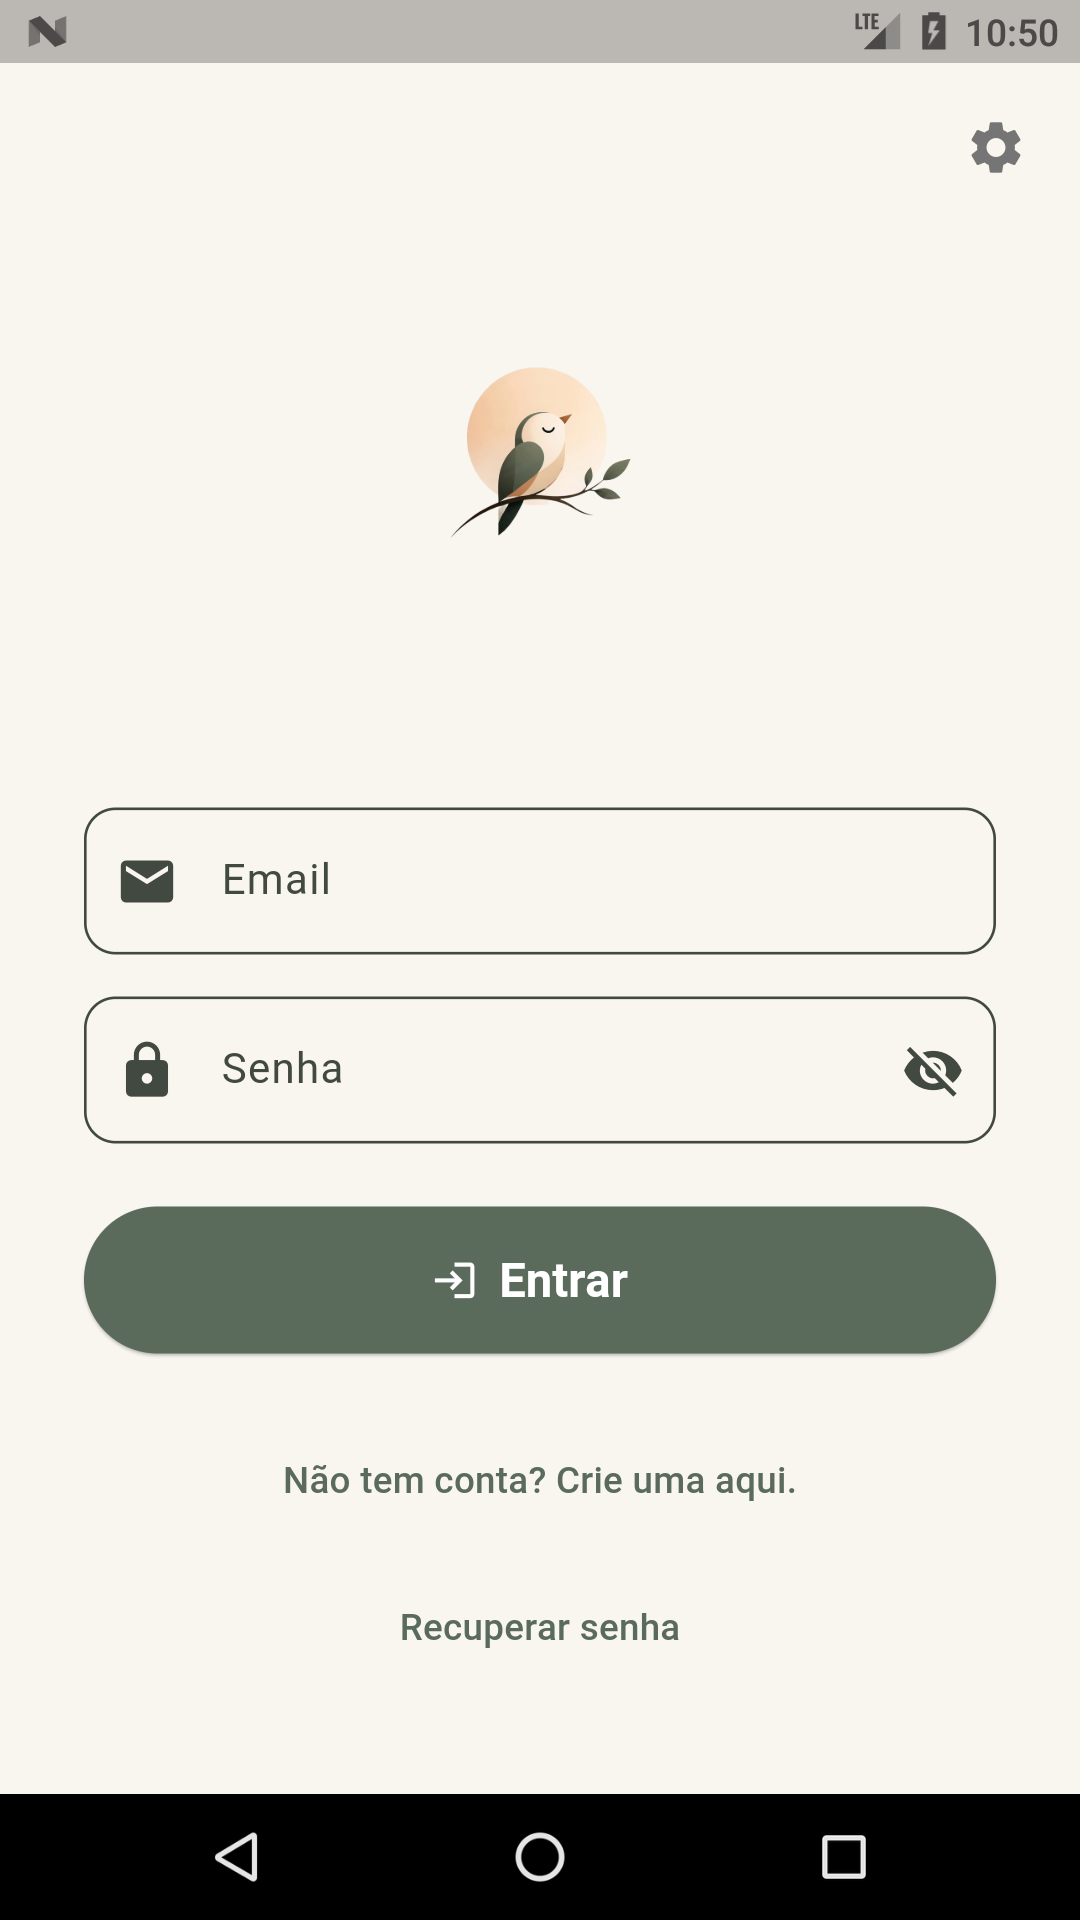 LTE 10:50
Email
Senha
Entrar
Não tem conta? Crie uma aqui.
Recuperar senha